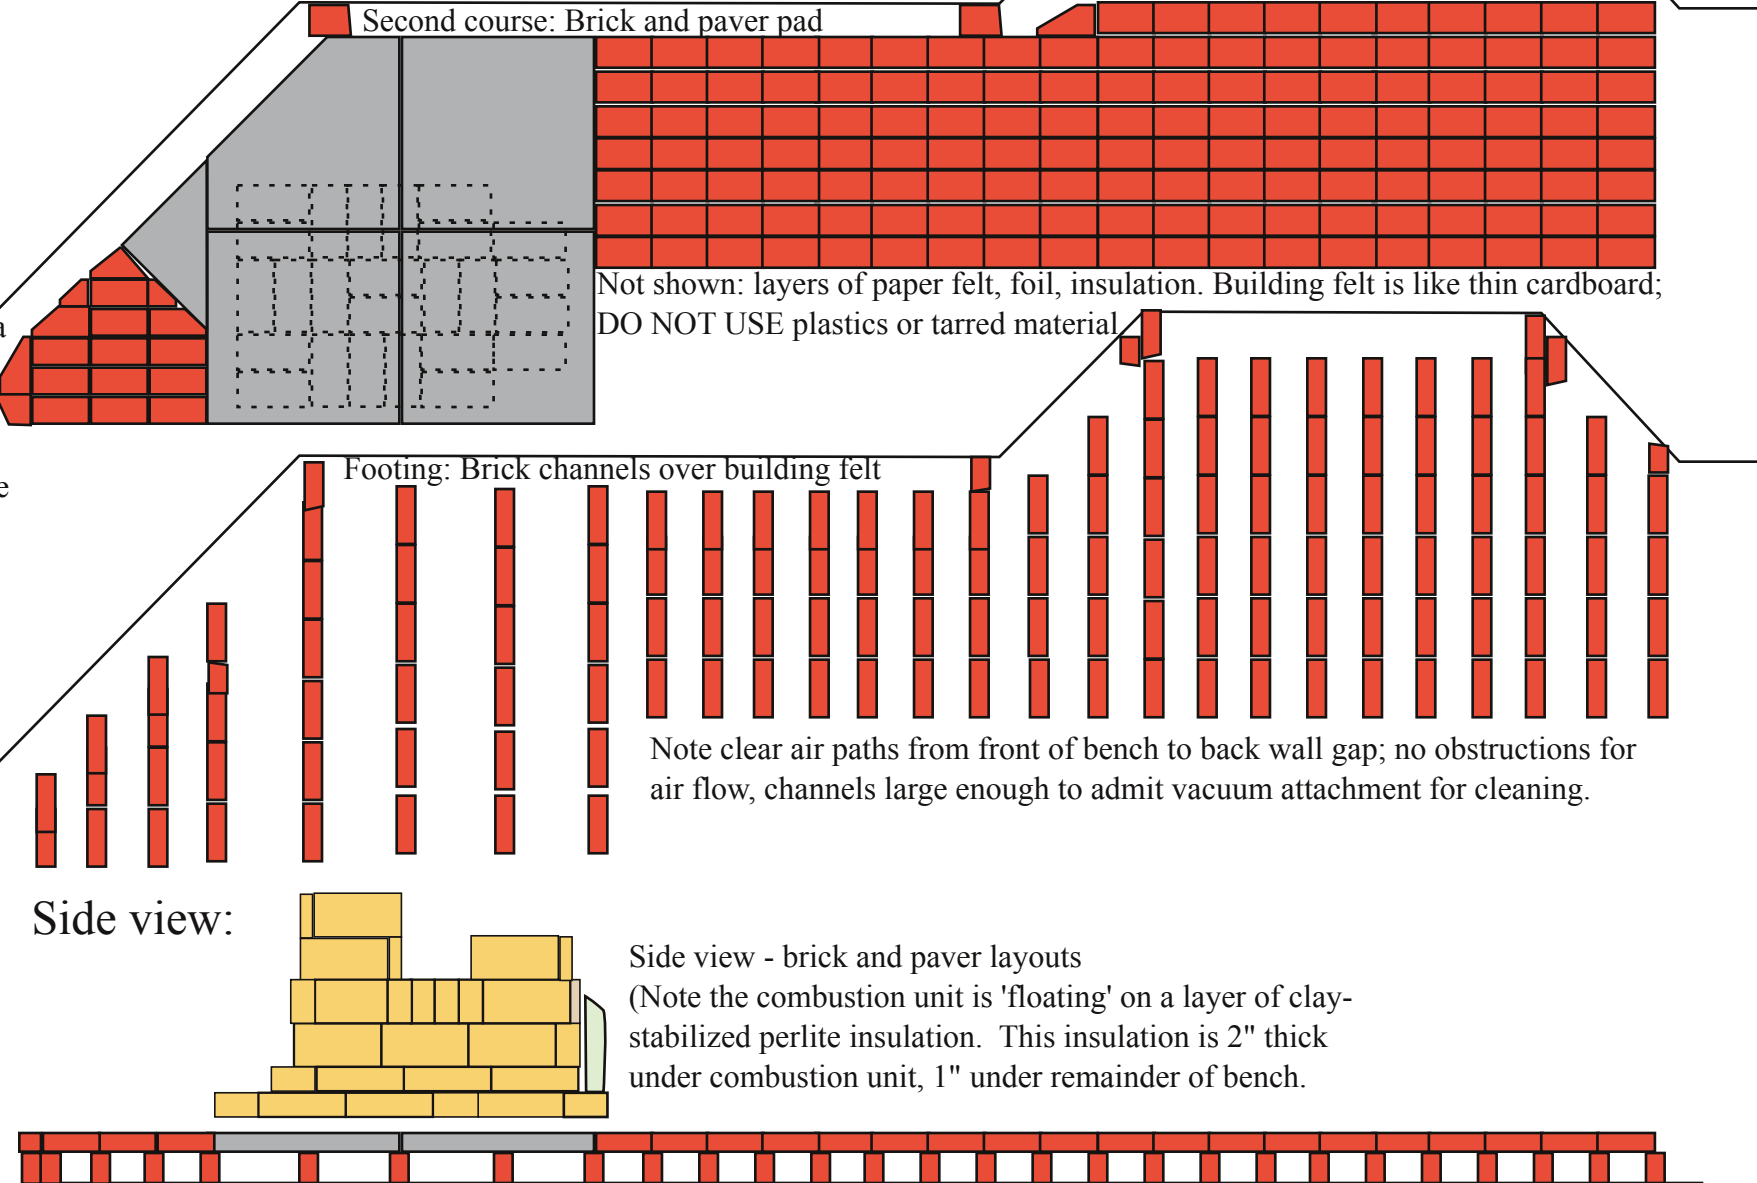 Second course: Brick and paver pad
Not shown: layers of paper felt, foil, insulation. Building felt is like thin cardboard;
DO NOT USE plastics or tarred material
a
Footing: Brick channels over building felt
e
Note clear air paths from front of bench to back wall gap; no obstructions for
air flow, channels large enough to admit vacuum attachment for cleaning.
Side view:
Side view - brick and paver layouts
(Note the combustion unit is 'floating' on a layer of clay-
stabilized perlite insulation.  This insulation is 2" thick
under combustion unit, 1" under remainder of bench.